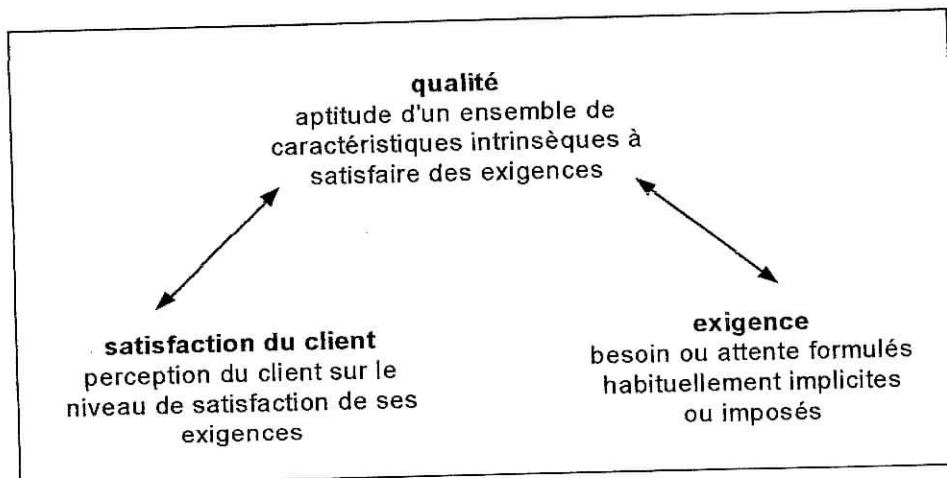 qualité
aptitude d'un ensemble de
caractéristiques intrinsèques à
satisfaire des exigences
satisfaction du client
perception du client sur le
niveau de satisfaction de ses
exigences
exigence
besoin ou attente formulés
habituellement implicites
ou imposés